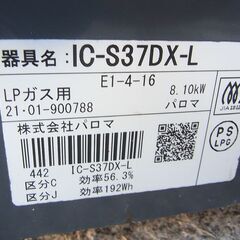 器具名：IC-S37DX-L
E1-4-16
LPガス用 8.10kW
21·01-900788 パロマ
株式会社パロマ
442 IC-S37DX-L
区分C 効率56.3%
区分J 効率192Wh
JIA
PS
LPG